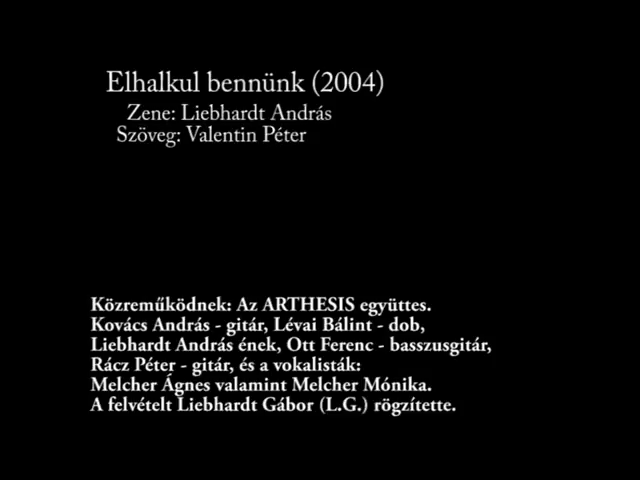 Elhalkul bennünk (2004)
Zene: Liebhardt András
Szöveg: Valentin Péter
Közreműködnek: Az ARTHESIS együttes.
Kovács András - gitár, Lévai Bálint - dob,
Liebhardt András ének, Ott Ferenc - basszusgitár,
Rácz Péter - gitár, és a vokalisták:
Melcher Ágnes valamint Melcher Mónika.
A felvételt Liebhardt Gábor (L.G.) rögzítette.